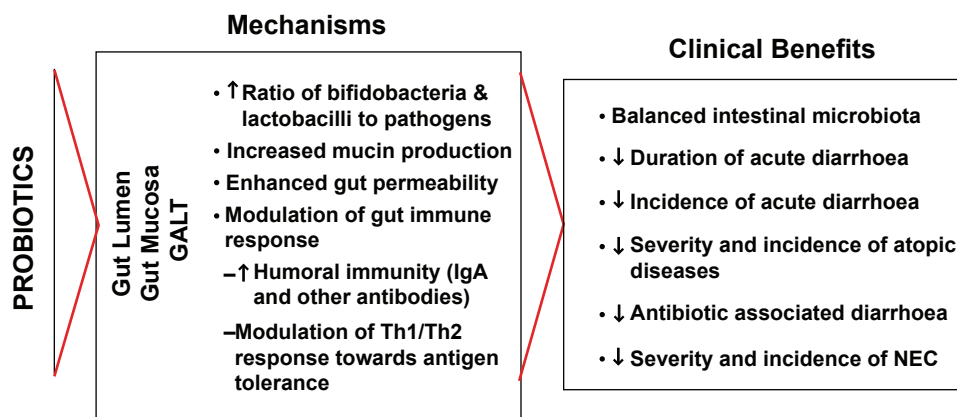 Mechanisms
Clinical Benefits
PROBIOTICS
Gut Lumen
Gut Mucosa
GALT
• ↑ Ratio of bifidobacteria &
lactobacilli to pathogens
• Increased mucin production
• Enhanced gut permeability
• Modulation of gut immune
response
–↑ Humoral immunity (IgA
and other antibodies)
–Modulation of Th1/Th2
response towards antigen
tolerance
• Balanced intestinal microbiota
• ↓ Duration of acute diarrhoea
• ↓ Incidence of acute diarrhoea
• ↓ Severity and incidence of atopic
diseases
• ↓ Antibiotic associated diarrhoea
• ↓ Severity and incidence of NEC